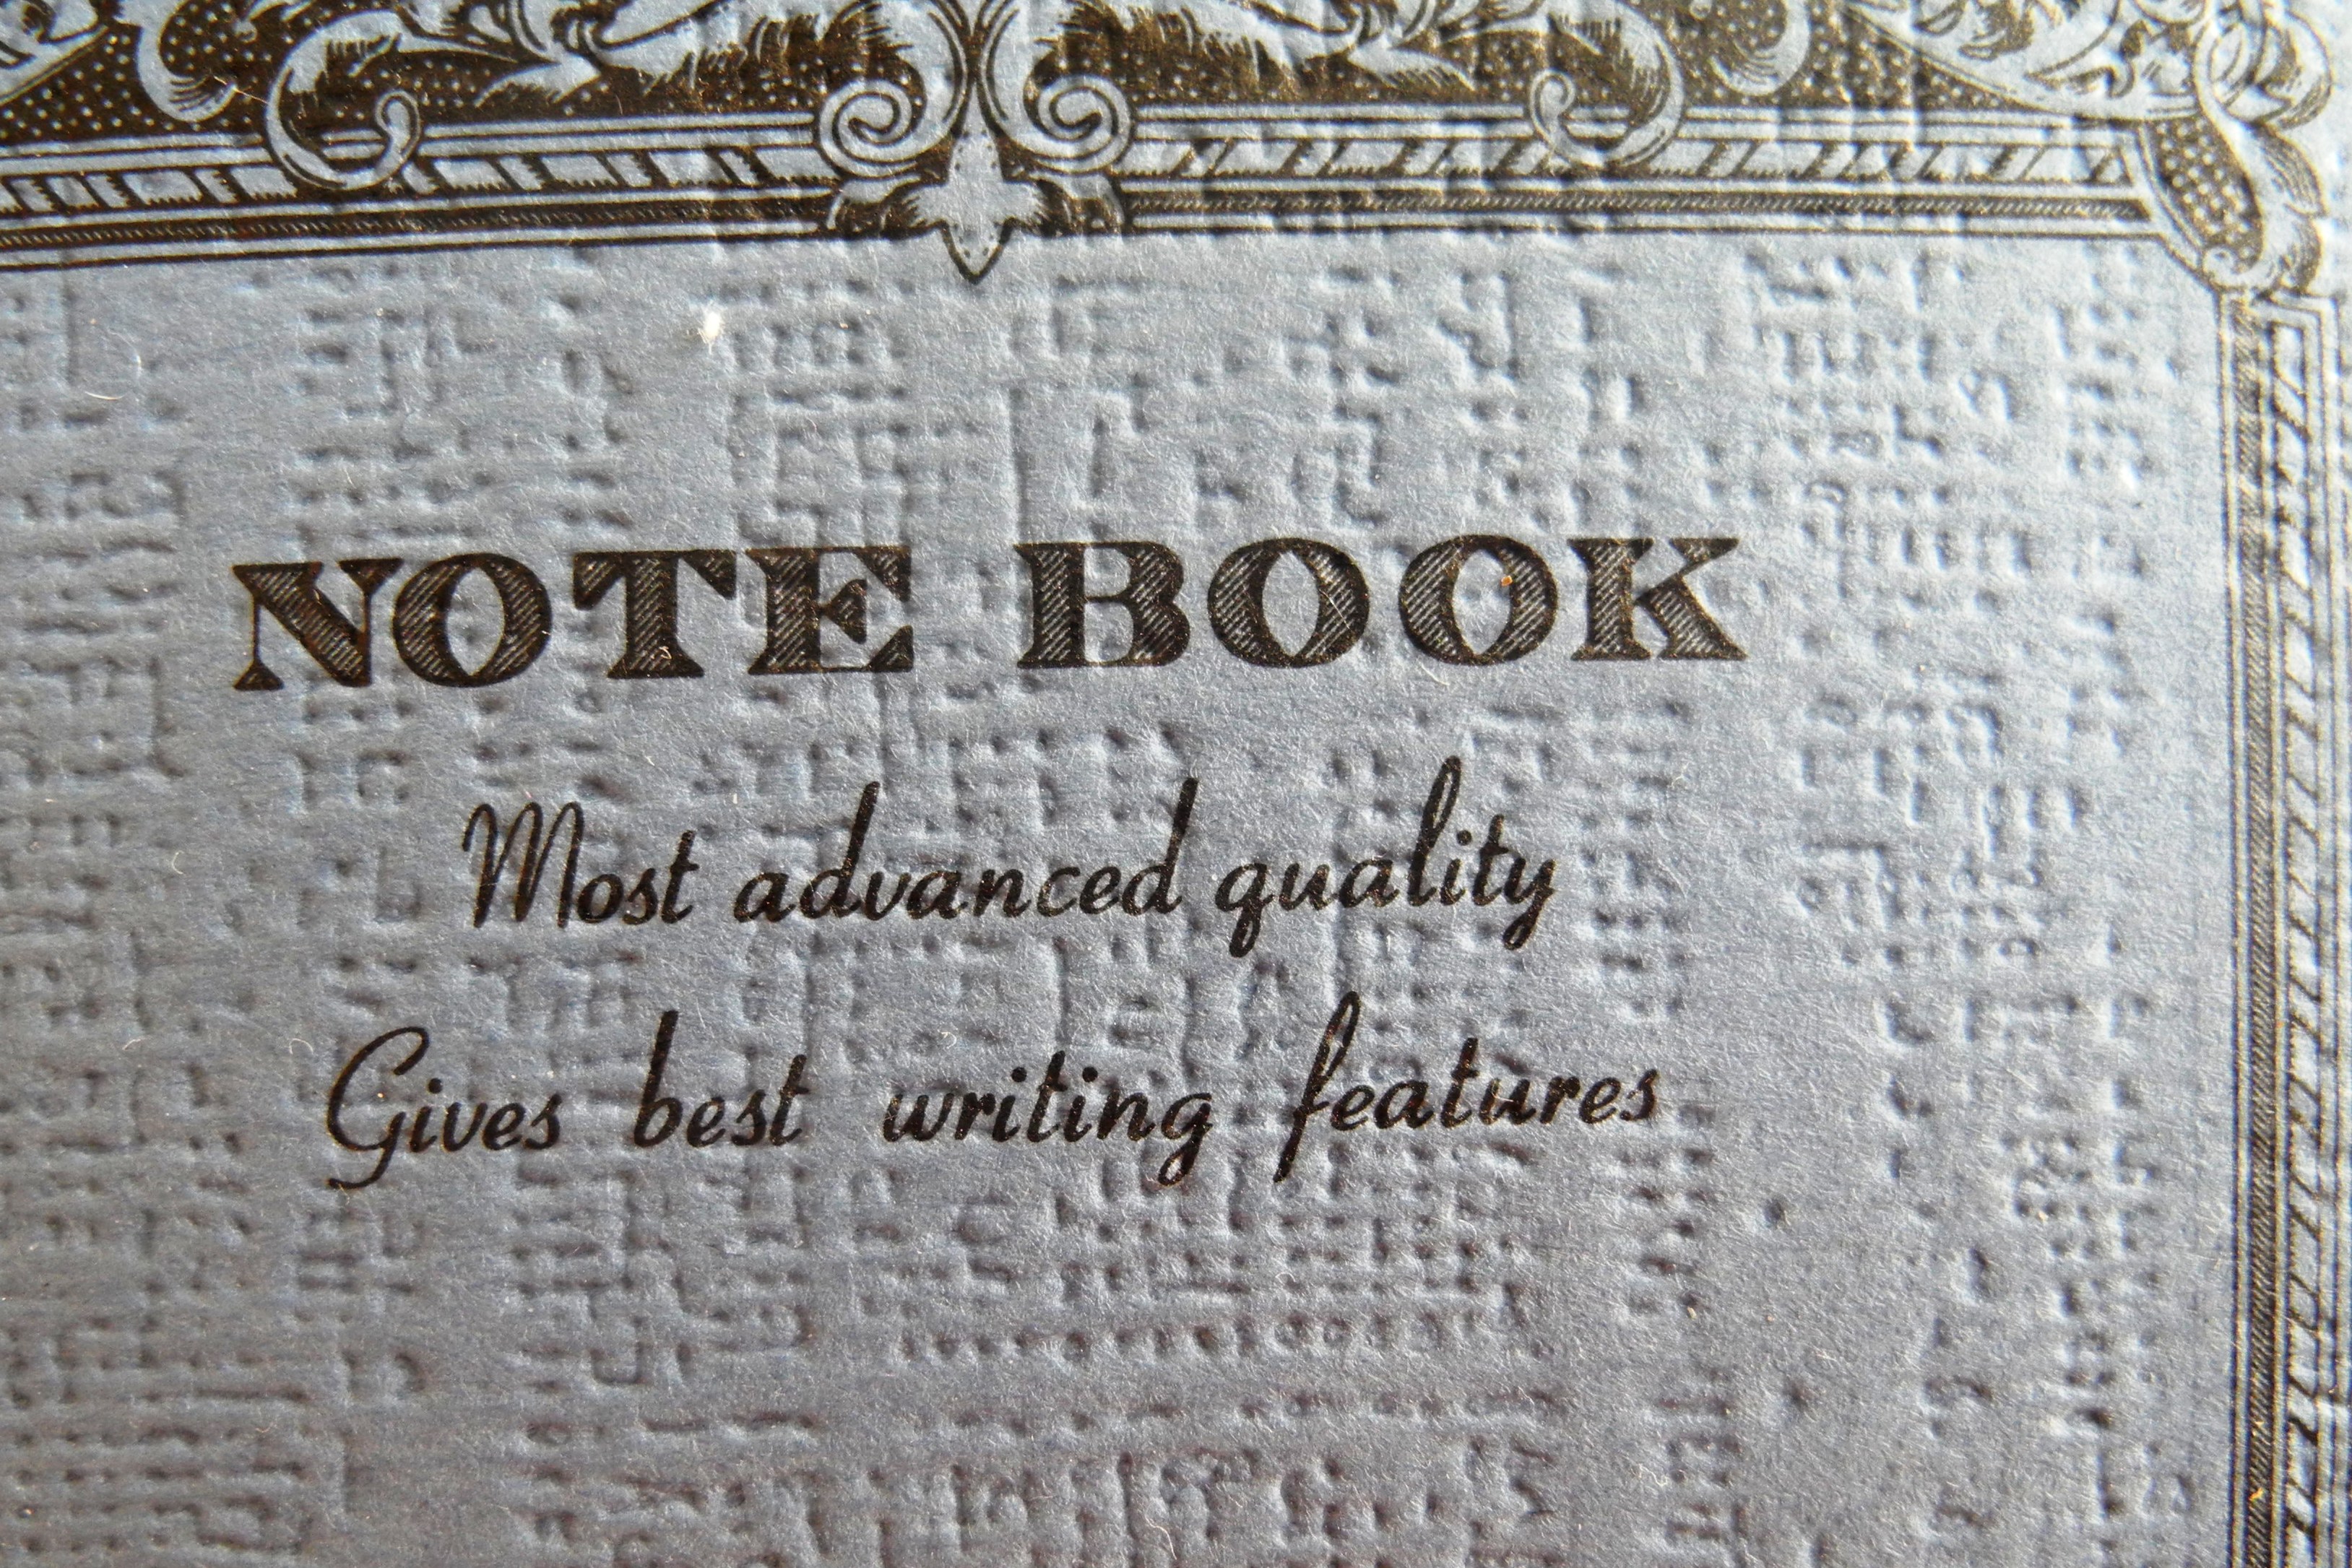 NOTE BOOK
Most advanced quality
Gives best writing features